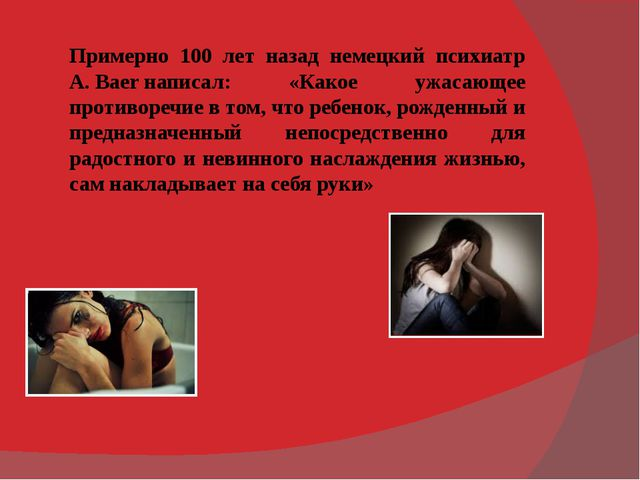 Примерно 100 лет назад немецкий психиатр
A. Baer написал: «Какое ужасающее
противоречие в том, что ребенок, рожденный и
предназначенный непосредственно для
радостного и невинного наслаждения жизнью,
сам накладывает на себя руки»